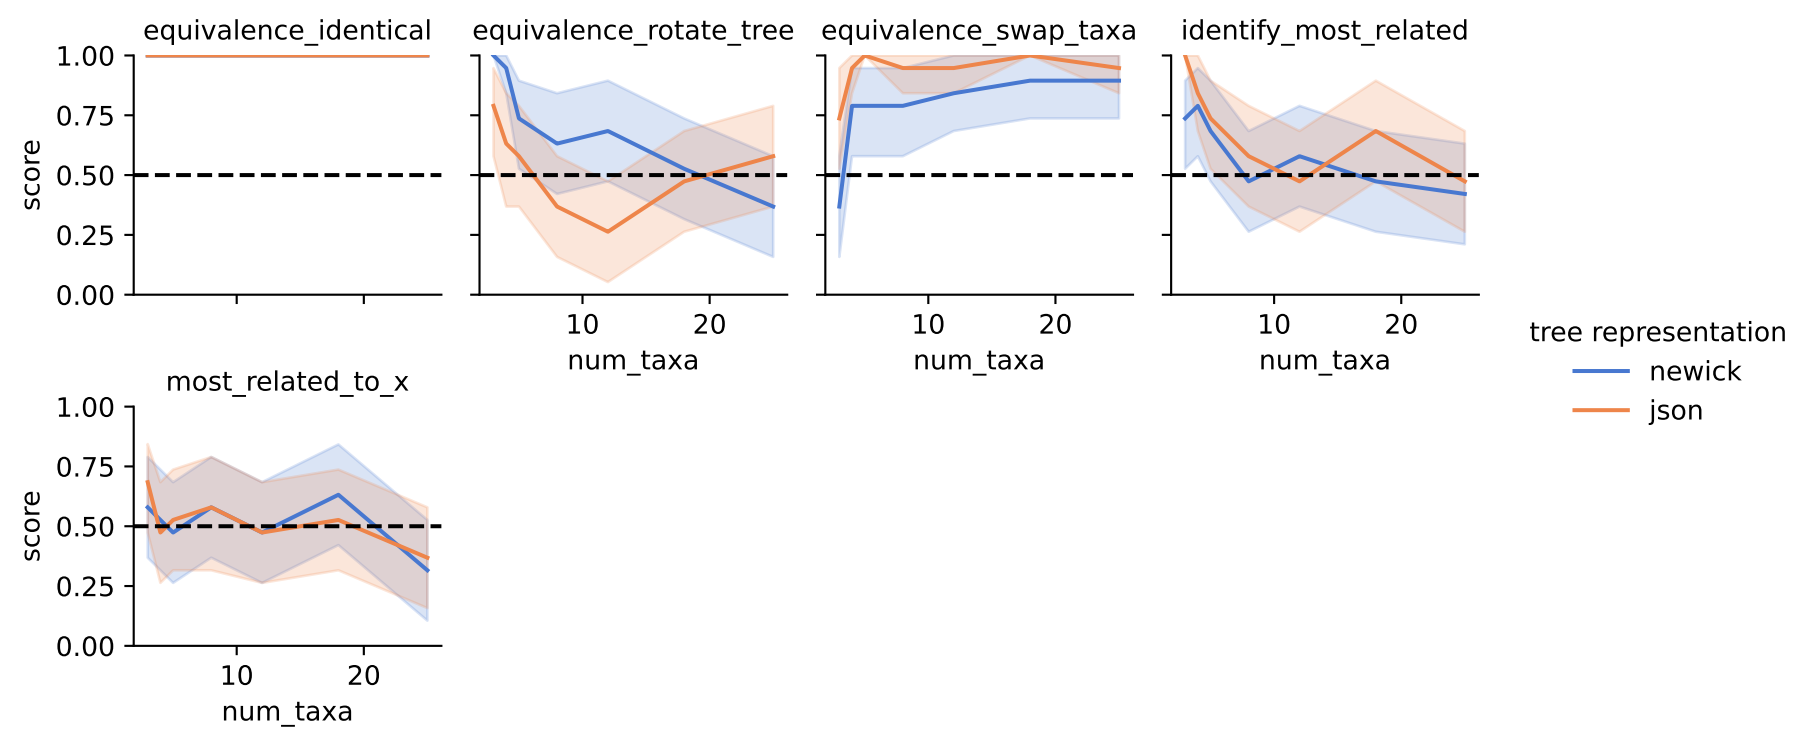 equivalence_identical
equivalence_rotate_tree
equivalence_swap_taxa
identify_most_related
score
1.00
0.75
0.50
0.25
0.00
10 20
10 20
10 20
num_taxa
num_taxa
num_taxa
tree representation
newick
json
most_related_to_x
score
1.00
0.75
0.50
0.25
0.00
10 20
num_taxa